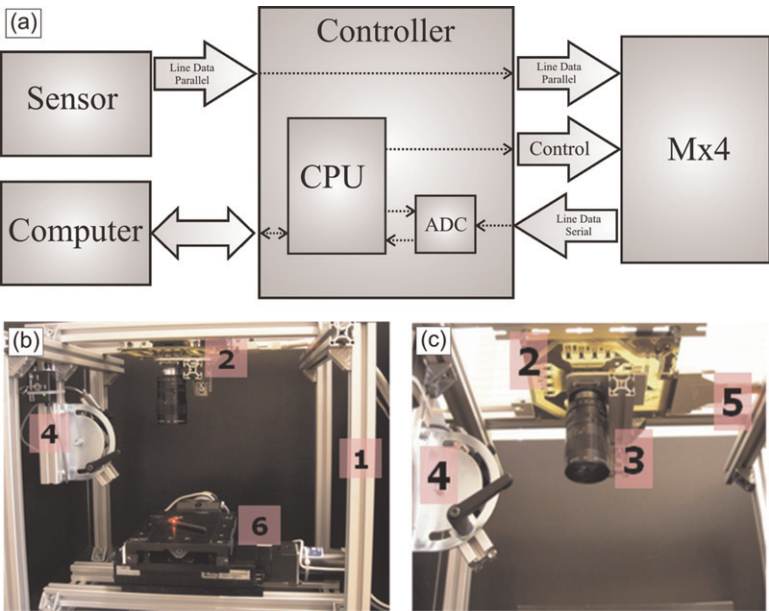 (a)
Controller
Line Data
Parallel
Line Data
Parallel
Sensor
Mx4
CPU
Control
Computer
ADC
Line Data
Serial
(b)
2
4
1
6
(c)
2
5
3
4